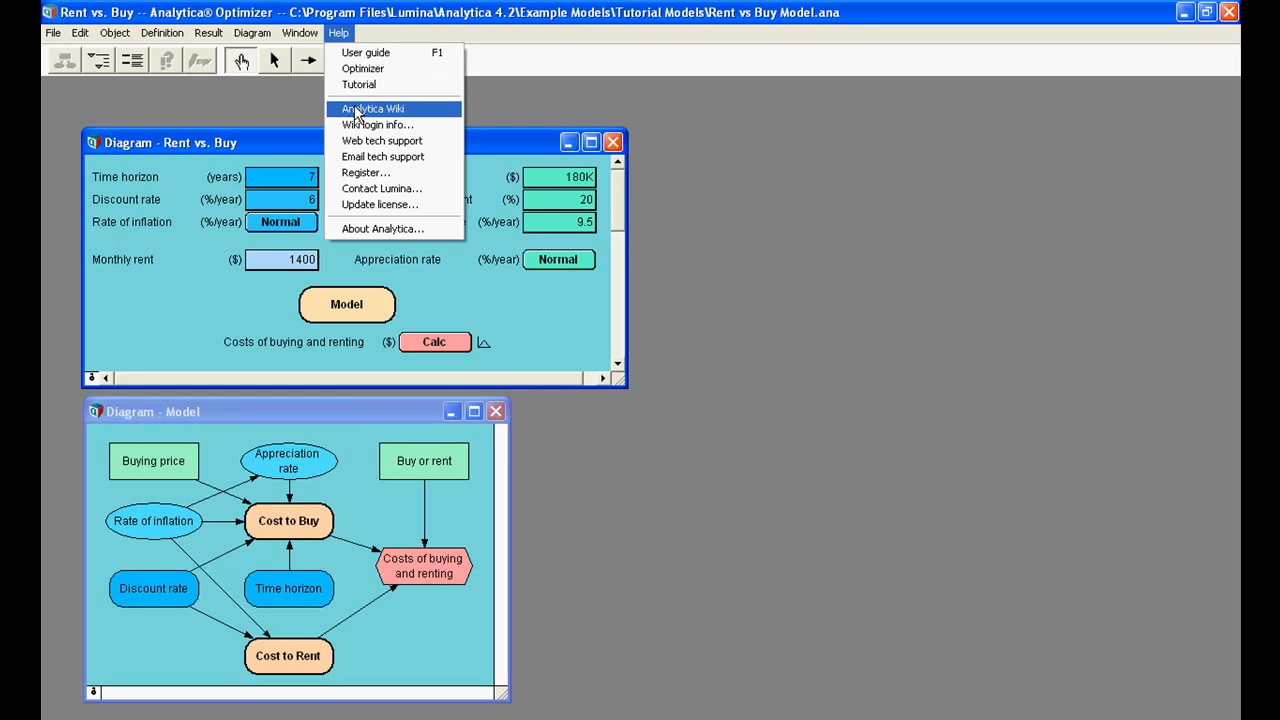 Rent vs. Buy -- Analytica® Optimizer -- C:\Program Files\Lumina\Analytica 4.2\Example Models\Tutorial Models\Rent vs Buy Model.ana
File Edit Object Definition Result Diagram Window Help
User guide F1
Optimizer
Tutorial
Analytica Wiki
Wiki login info...
Web tech support
Email tech support
Register...
Contact Lumina...
Update license...
About Analytica...
Diagram - Rent vs. Buy
Time horizon (years) 7 ($) 180K
Discount rate (%/year) 6 (%) 20
Rate of inflation (%/year) Normal (%/year) 9.5
Monthly rent ($) 1400 Appreciation rate (%/year) Normal
Model
Costs of buying and renting ($) Calc
Diagram - Model
Buying price
Appreciation
rate
Buy or rent
Rate of inflation
Cost to Buy
Costs of buying
and renting
Discount rate
Time horizon
Cost to Rent